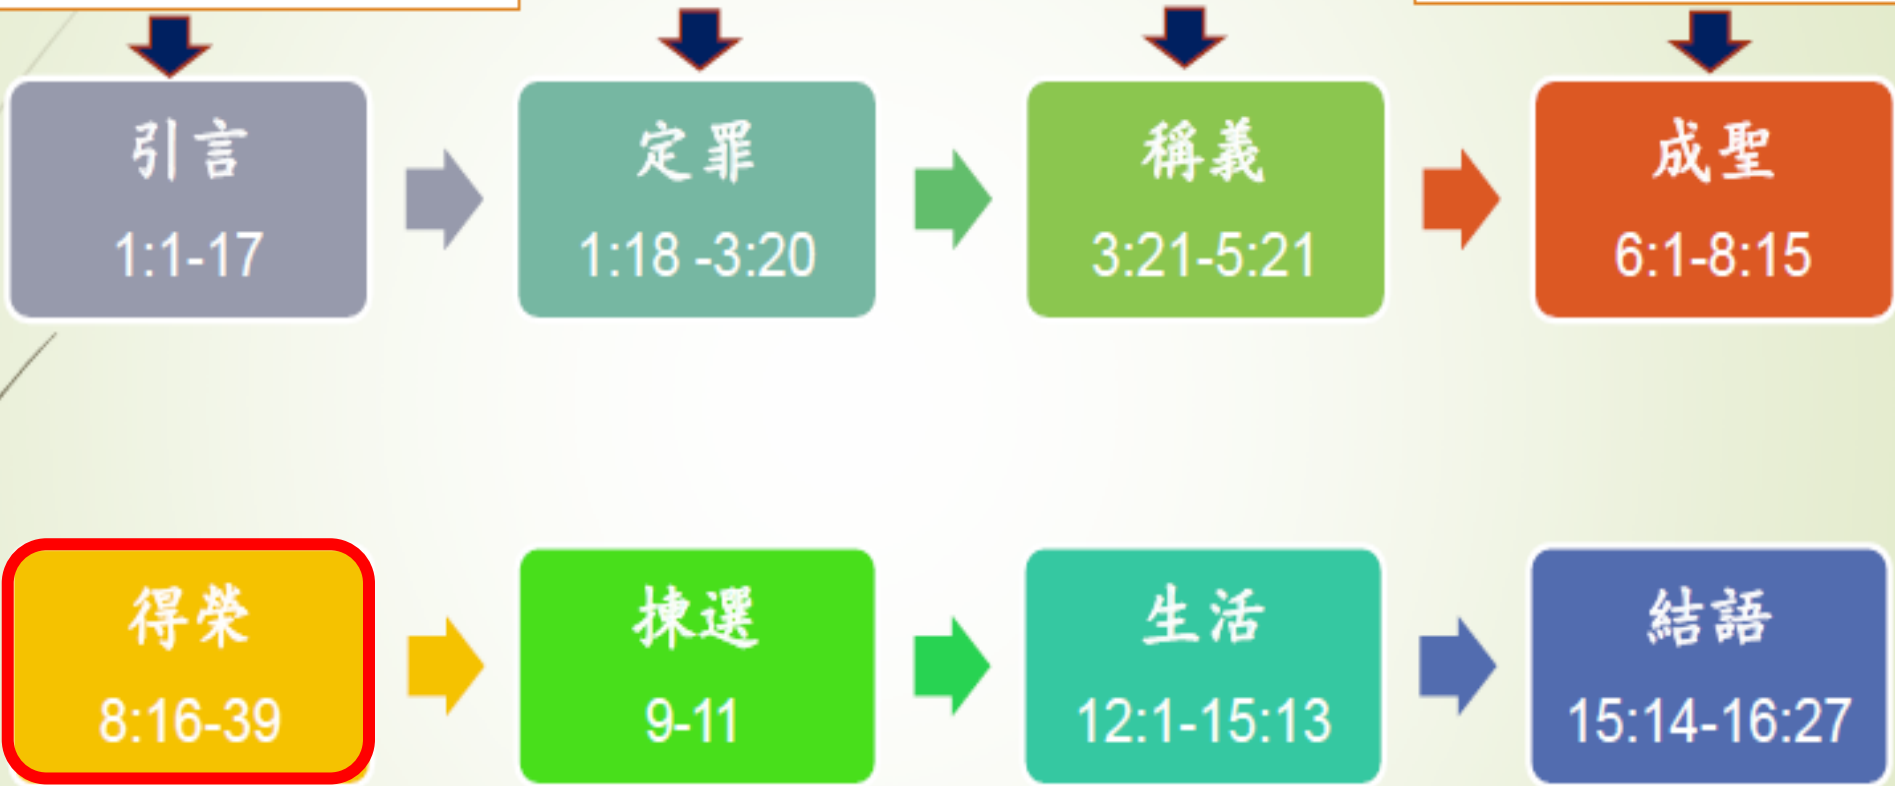 引言
1:1-17
定罪
1:18 -3:20
稱義
3:21-5:21
成聖
6:1-8:15
得榮
8:16-39
揀選
9-11
生活
12:1-15:13
結語
15:14-16:27